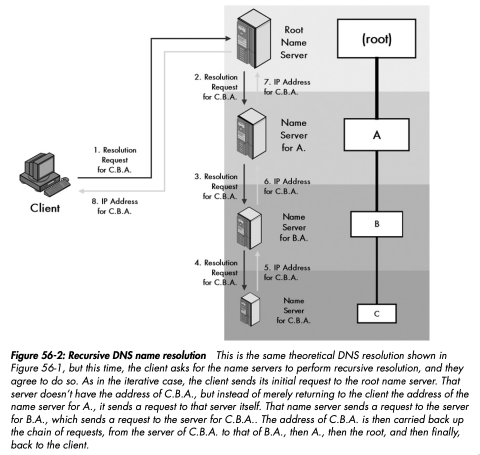 Root
Name
Server
(root)
2. Resolution
Request
for C.B.A.
7. IP Address
for C.B.A.
Name
Server
for A.
A
1. Resolution
Request
for C.B.A.
8. IP Address
for C.B.A.
Client
3. Resolution
Request
for C.B.A.
6. IP Address
for C.B.A.
Name
Server
for B.A.
B
4. Resolution
Request
for C.B.A.
5. IP Address
for C.B.A.
Name
Server
for C.B.A.
C
Figure 56-2: Recursive DNS name resolution This is the same theoretical DNS resolution shown in
Figure 56-1, but this time, the client asks for the name servers to perform recursive resolution, and they
agree to do so. As in the iterative case, the client sends its initial request to the root name server. That
server doesn't have the address of C.B.A., but instead of merely returning to the client the address of the
name server for A., it sends a request to that server itself. That name server sends a request to the server
for B.A., which sends a request to the server for C.B.A.. The address of C.B.A. is then carried back up
the chain of requests, from the server of C.B.A. to that of B.A., then A., then the root, and then finally,
back to the client.